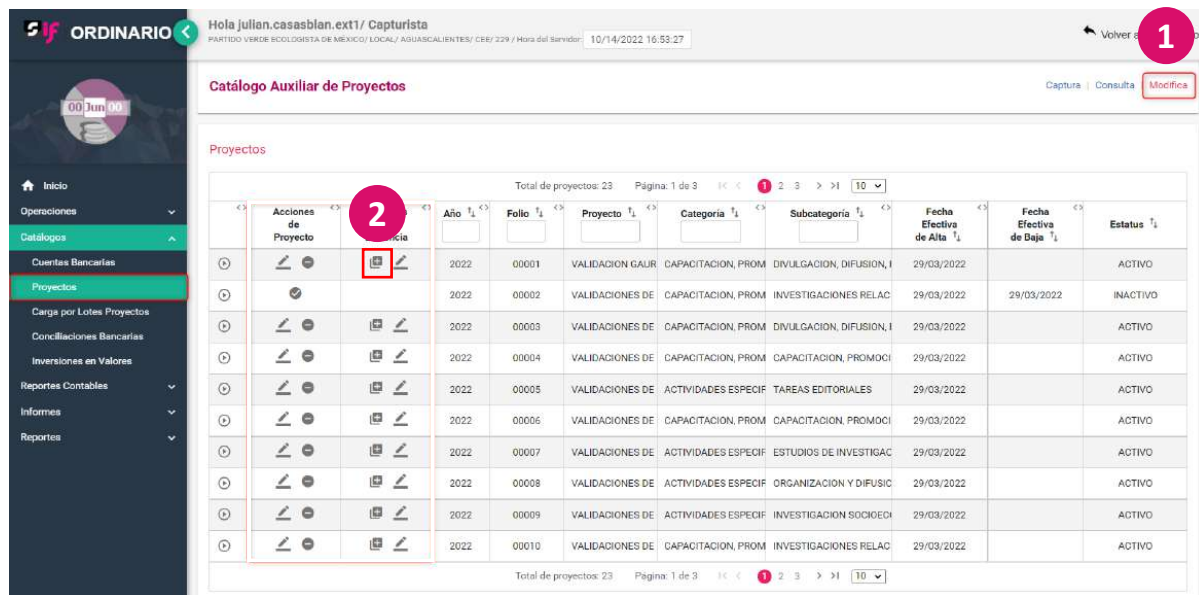 SIF ORDINARIO
Hola julian.casasblan.ext1/ Capturista
PARTIDO VERDE ECOLOGISTA DE MÉXICO/ LOCAL/ AGUASCALIENTES/ CEE/ 229 / Hora del Servidor: 10/14/2022 16:53:27
Volver
1
00 Jun 00
Catálogo Auxiliar de Proyectos
Captura | Consulta | Modifica
Proyectos
Inicio
Operaciones
Catálogos
Cuentas Bancarias
Proyectos
Carga por Lotes Proyectos
Conciliaciones Bancarias
Inversiones en Valores
Reportes Contables
Informes
Reportes
Total de proyectos: 23 Página: 1 de 3 1 2 3 10
Acciones de Proyecto 2 Año Folio Proyecto Categoría Subcategoría Fecha Efectiva de Alta Fecha Efectiva de Baja Estatus
2022 00001 VALIDACION GAUR CAPACITACION, PROM DIVULGACION, DIFUSION, 29/03/2022 ACTIVO
2022 00002 VALIDACIONES DE CAPACITACION, PROM INVESTIGACIONES RELAC 29/03/2022 29/03/2022 INACTIVO
2022 00003 VALIDACIONES DE CAPACITACION, PROM DIVULGACION, DIFUSION, 29/03/2022 ACTIVO
2022 00004 VALIDACIONES DE CAPACITACION, PROM CAPACITACION, PROMOCI 29/03/2022 ACTIVO
2022 00005 VALIDACIONES DE ACTIVIDADES ESPECIF TAREAS EDITORIALES 29/03/2022 ACTIVO
2022 00006 VALIDACIONES DE CAPACITACION, PROM CAPACITACION, PROMOCI 29/03/2022 ACTIVO
2022 00007 VALIDACIONES DE ACTIVIDADES ESPECIF ESTUDIOS DE INVESTIGAC 29/03/2022 ACTIVO
2022 00008 VALIDACIONES DE ACTIVIDADES ESPECIF ORGANIZACION Y DIFUSIO 29/03/2022 ACTIVO
2022 00009 VALIDACIONES DE ACTIVIDADES ESPECIF INVESTIGACION SOCIOEC 29/03/2022 ACTIVO
2022 00010 VALIDACIONES DE CAPACITACION, PROM INVESTIGACIONES RELAC 29/03/2022 ACTIVO
Total de proyectos: 23 Página: 1 de 3 1 2 3 10